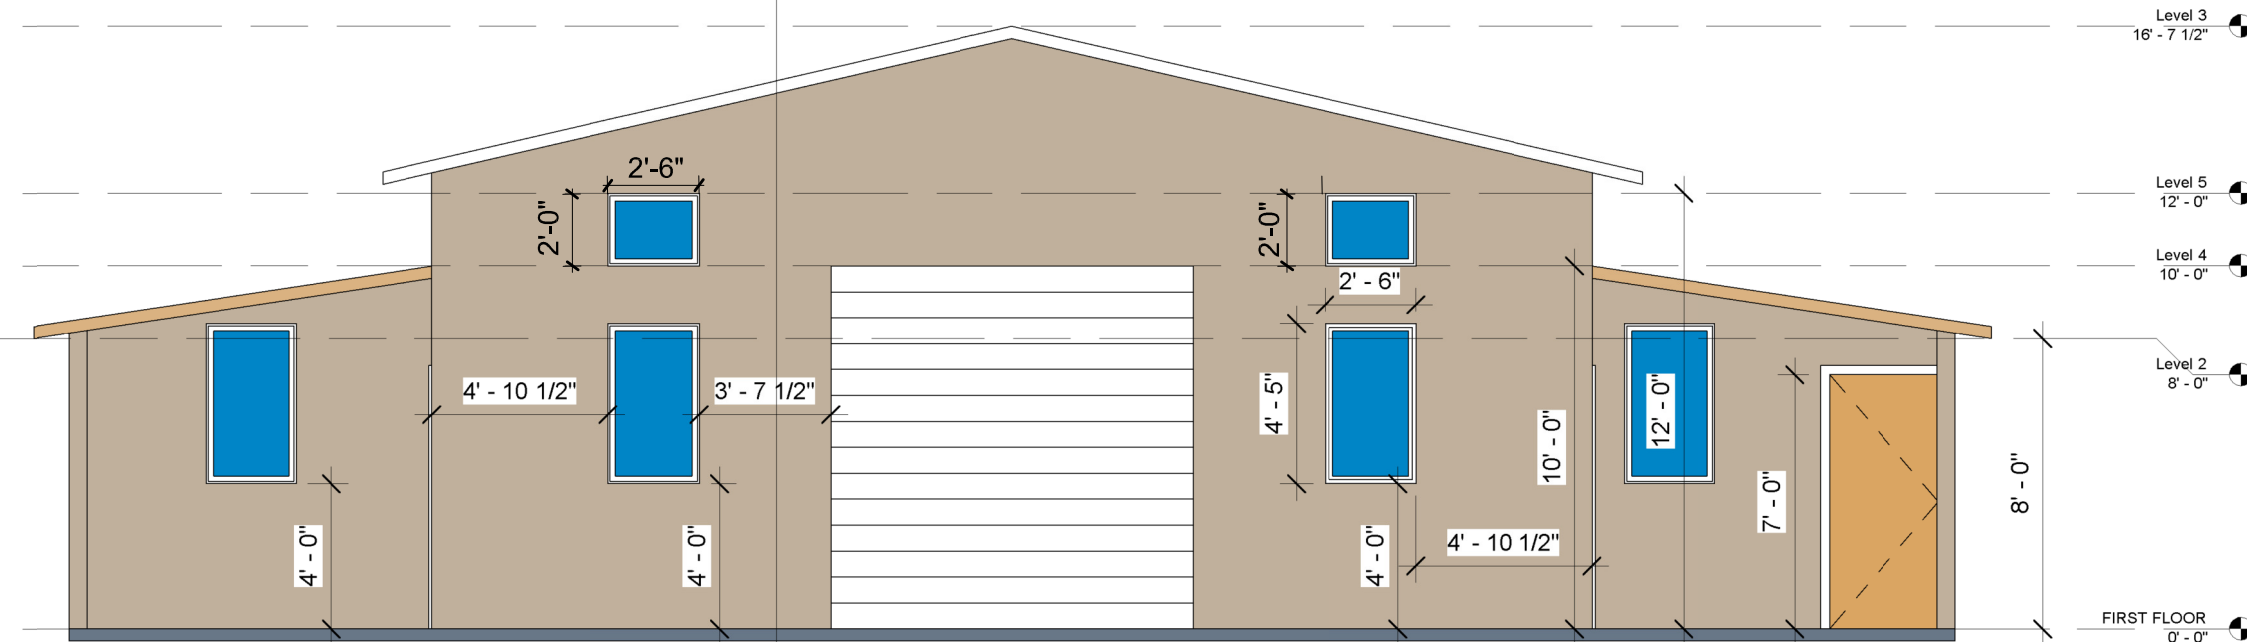 Level 3
16' - 7 1/2"
2'-6"
Level 5
12' - 0"
2'-0"
2'-0"
Level 4
10' - 0"
2' - 6"
Level 2
8' - 0"
4' - 10 1/2"
3' - 7 1/2"
4' - 5"
12' - 0"
10' - 0"
7' - 0"
8' - 0"
4' - 0"
4' - 0"
4' - 0"
4' - 10 1/2"
FIRST FLOOR
0' - 0"